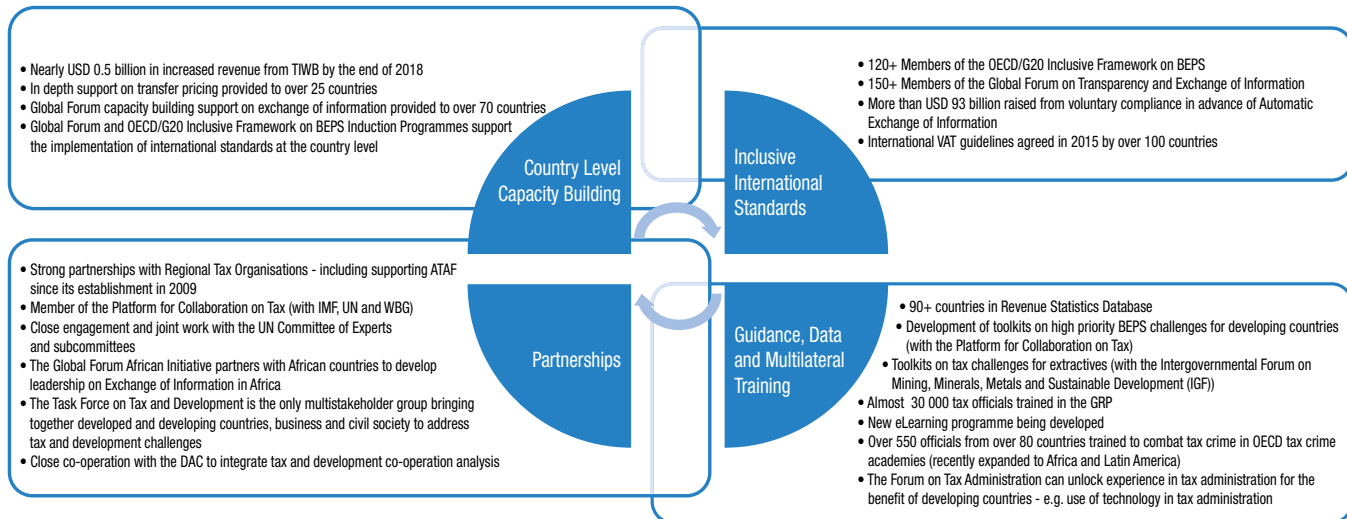 • Nearly USD 0.5 billion in increased revenue from TIWB by the end of 2018
• In depth support on transfer pricing provided to over 25 countries
• Global Forum capacity building support on exchange of information provided to over 70 countries
• Global Forum and OECD/G20 Inclusive Framework on BEPS Induction Programmes support
the implementation of international standards at the country level
Country Level
Capacity Building
• 120+ Members of the OECD/G20 Inclusive Framework on BEPS
• 150+ Members of the Global Forum on Transparency and Exchange of Information
• More than USD 93 billion raised from voluntary compliance in advance of Automatic
Exchange of Information
• International VAT guidelines agreed in 2015 by over 100 countries
Inclusive
International
Standards
• Strong partnerships with Regional Tax Organisations - including supporting ATAF
since its establishment in 2009
• Member of the Platform for Collaboration on Tax (with IMF, UN and WBG)
• Close engagement and joint work with the UN Committee of Experts
and subcommittees
• The Global Forum African Initiative partners with African countries to develop
leadership on Exchange of Information in Africa
• The Task Force on Tax and Development is the only multistakeholder group bringing
together developed and developing countries, business and civil society to address
tax and development challenges
• Close co-operation with the DAC to integrate tax and development co-operation analysis
Partnerships
Guidance, Data
and Multilateral
Training
• 90+ countries in Revenue Statistics Database
• Development of toolkits on high priority BEPS challenges for developing countries
(with the Platform for Collaboration on Tax)
• Toolkits on tax challenges for extractives (with the Intergovernmental Forum on
Mining, Minerals, Metals and Sustainable Development (IGF))
• Almost 30 000 tax officials trained in the GRP
• New eLearning programme being developed
• Over 550 officials from over 80 countries trained to combat tax crime in OECD tax crime
academies (recently expanded to Africa and Latin America)
• The Forum on Tax Administration can unlock experience in tax administration for the
benefit of developing countries - e.g. use of technology in tax administration